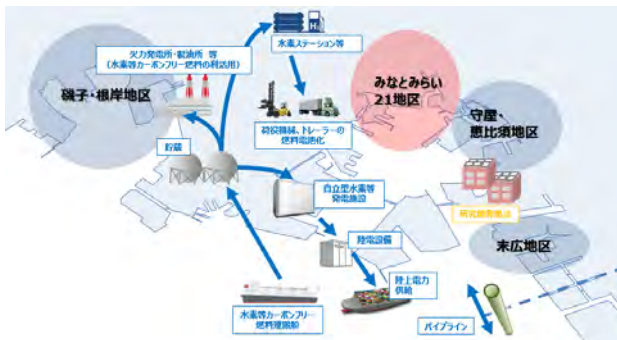 水素ステーション等
火力発電所・製油所 等
(水素等カーボンフリー燃料の利活用)
磯子・根岸地区
みなとみらい
21地区
守屋・
恵比須地区
荷役機械、トレーラーの
燃料電池化
貯蔵
自立型水素等
発電施設
陸電設備
末広地区
陸上電力
供給
水素等カーボンフリー
燃料運搬船
パイプライン